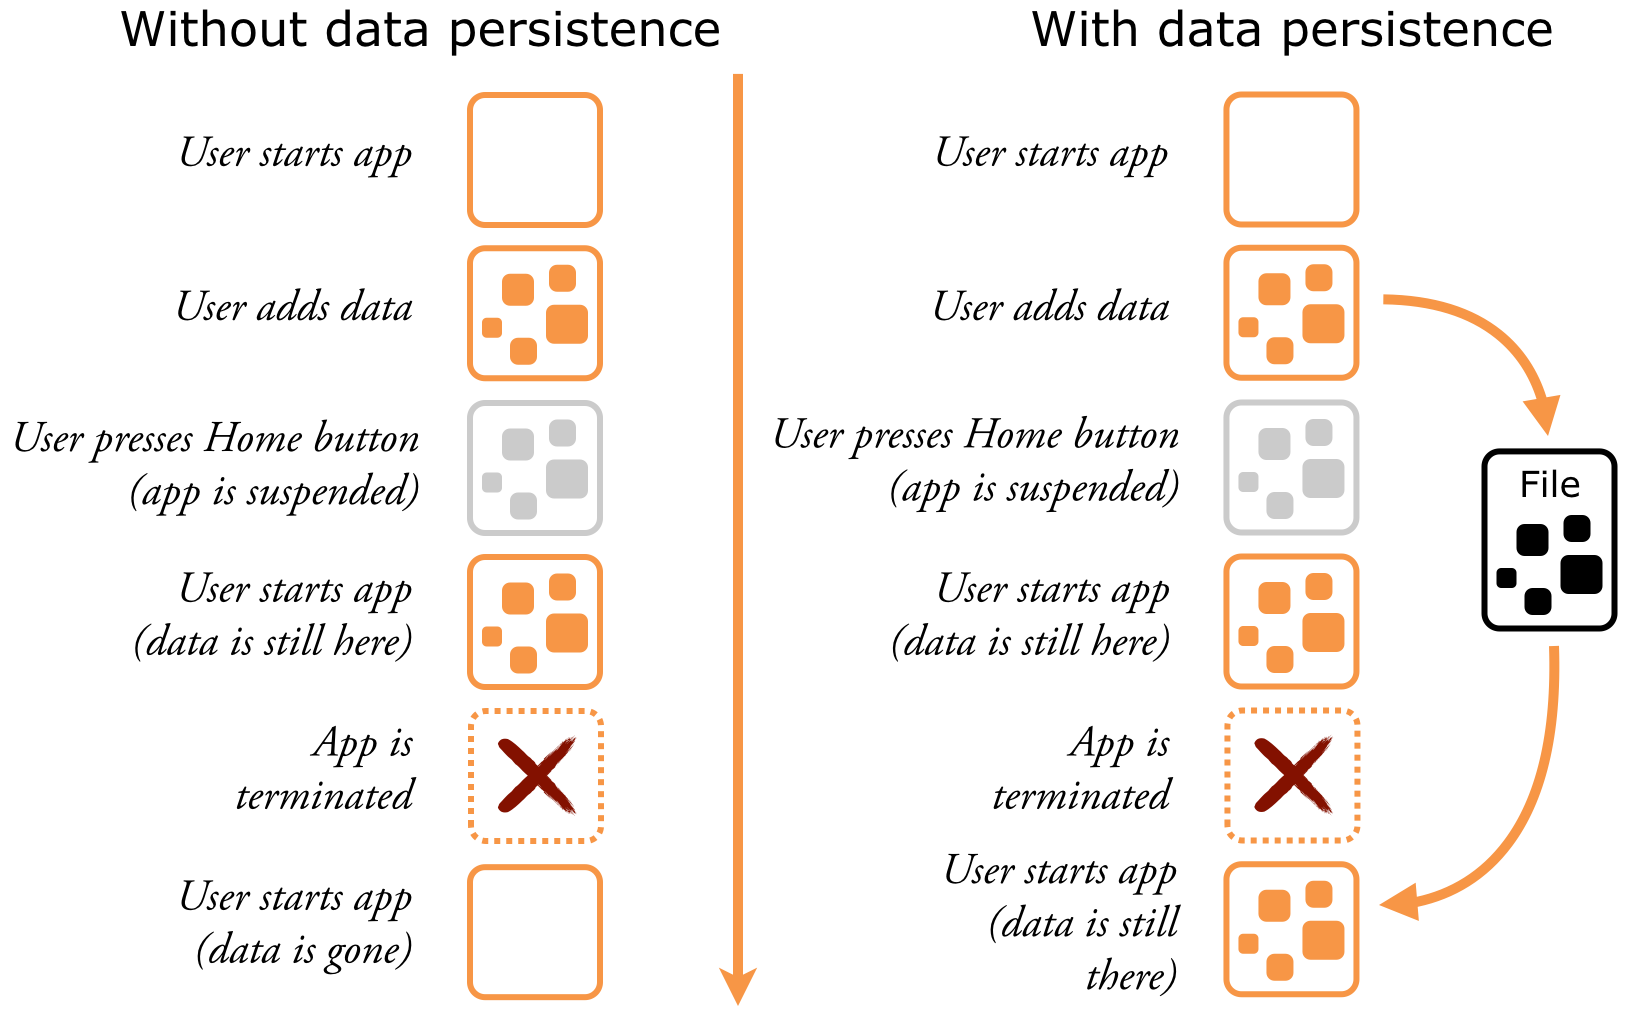 Without data persistence
User starts app
User adds data
User presses Home button
(app is suspended)
User starts app
(data is still here)
App is
terminated
User starts app
(data is gone)
With data persistence
User starts app
User adds data
User presses Home button
(app is suspended)
User starts app
(data is still here)
App is
terminated
User starts app
(data is still
there)
File